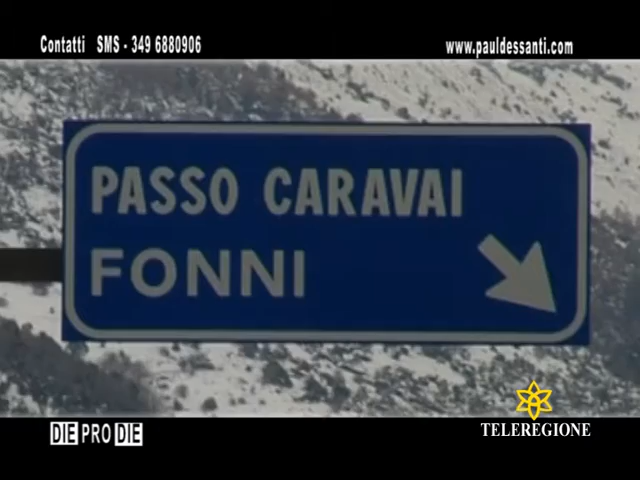 Contatti SMS - 349 6880906
www.pauldessanti.com
PASSO CARAVAI
FONNI
DIE PRO DIE
TELEREGIONE